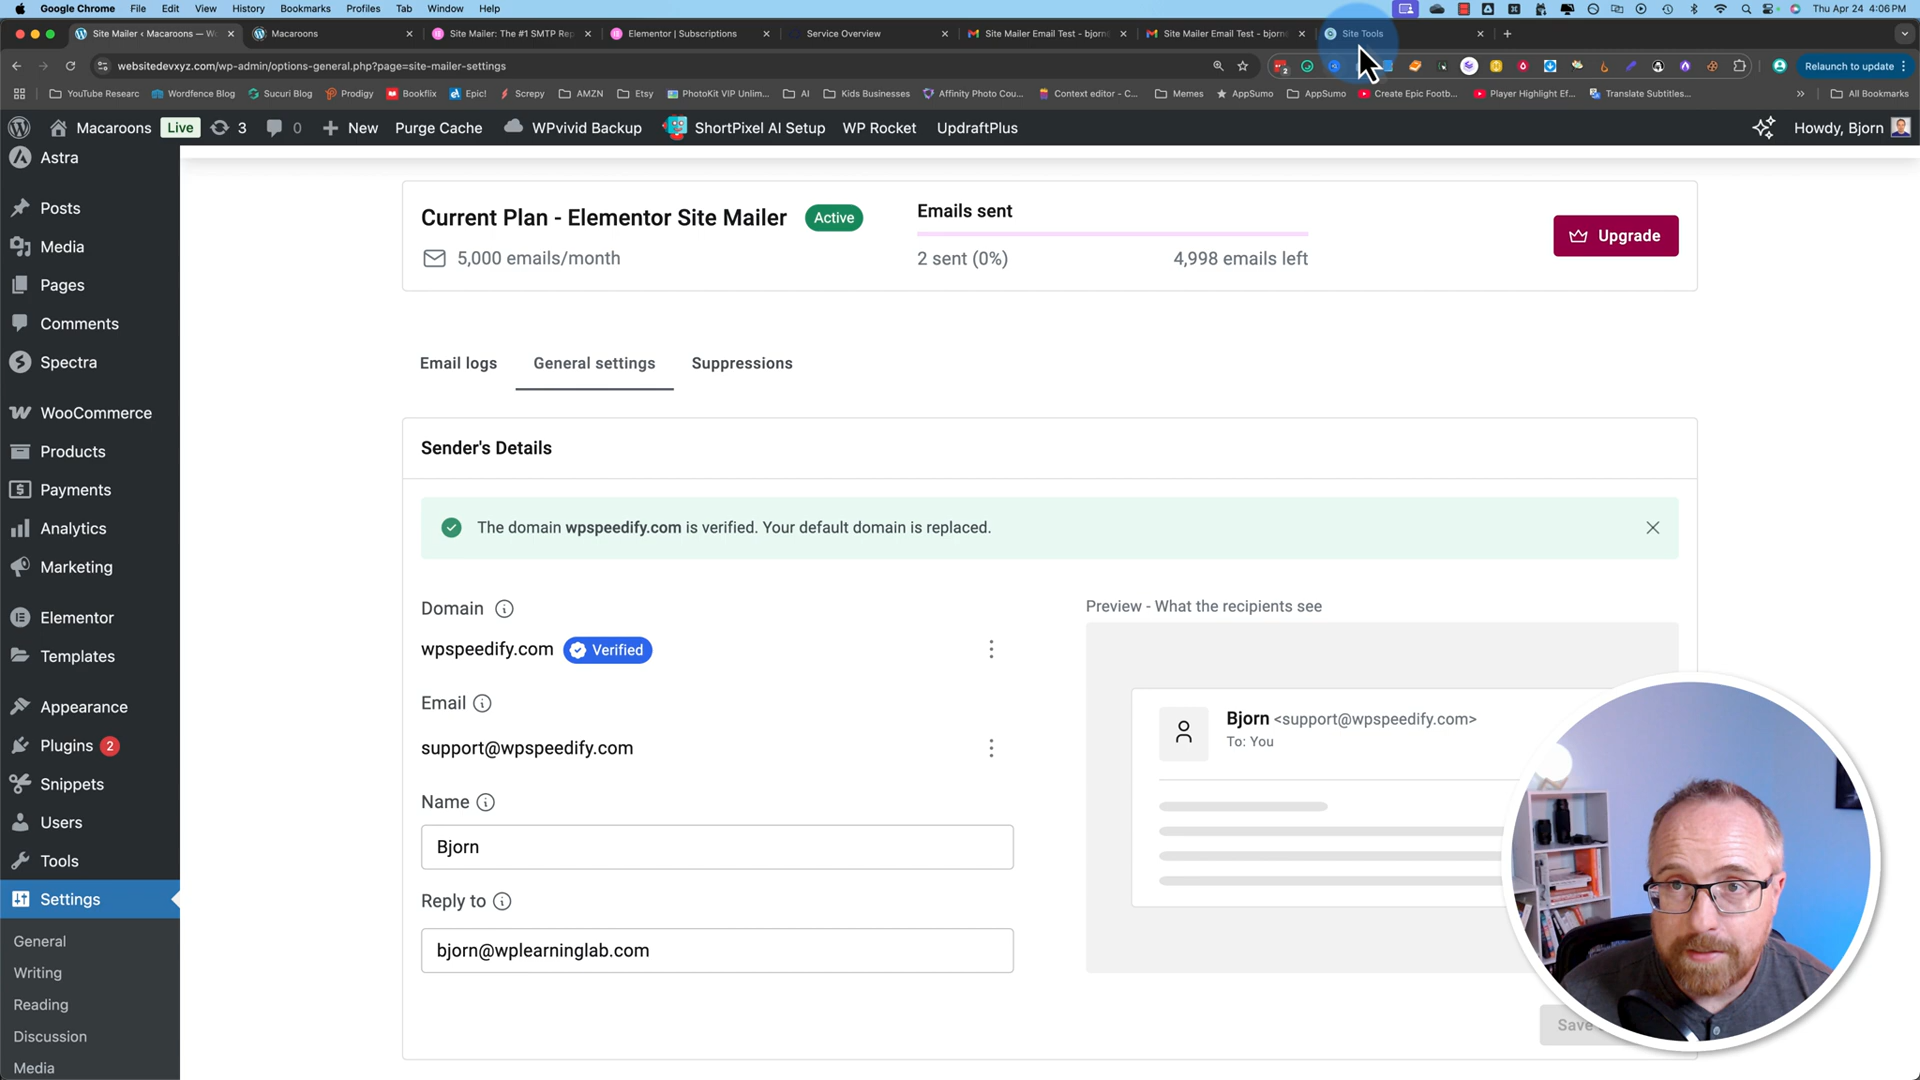 Google Chrome File Edit View History Bookmarks Profiles Tab Window Help Thu Apr 24 4:06 PM
Site Mailer ‹ Macaroons — Wo Macaroons Site Mailer: The #1 SMTP Rep Elementor | Subscriptions Service Overview Site Mailer Email Test - bjorn Site Mailer Email Test - bjorn Site Tools
websitedevxyz.com/wp-admin/options-general.php?page=site-mailer-settings 2 Relaunch to update
YouTube Researc Wordfence Blog Sucuri Blog Prodigy Bookflix Epic! Screpy AMZN Etsy PhotoKit VIP Unlim... AI Kids Businesses Affinity Photo Cou... Context editor - C... Memes AppSumo AppSumo Create Epic Footb... Player Highlight Ef... Translate Subtitles... » All Bookmarks
Macaroons Live 3 0 New Purge Cache WPvivid Backup ShortPixel AI Setup WP Rocket UpdraftPlus Howdy, Bjorn
Astra
Posts
Media
Pages
Comments
Spectra
WooCommerce
Products
Payments
Analytics
Marketing
Elementor
Templates
Appearance
Plugins 2
Snippets
Users
Tools
Settings
General
Writing
Reading
Discussion
Media
Current Plan - Elementor Site Mailer Active
5,000 emails/month
Emails sent
2 sent (0%) 4,998 emails left
Upgrade
Email logs General settings Suppressions
Sender's Details
The domain wpspeedify.com is verified. Your default domain is replaced.
Domain
wpspeedify.com Verified
Email
support@wpspeedify.com
Name
Bjorn
Reply to
bjorn@wplearninglab.com
Preview - What the recipients see
Bjorn <support@wpspeedify.com>
To: You
Save